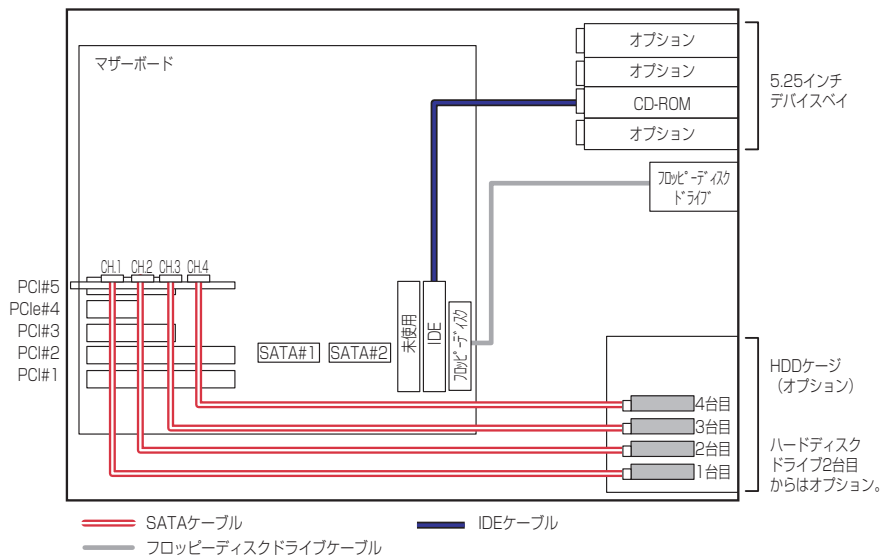 マザーボード
オプション
オプション
CD-ROM
オプション
5.25インチ
デバイスベイ
フロッピーディスク
ドライブ
CH.1 CH.2 CH.3 CH.4
PCI#5
PCIe#4
PCI#3
PCI#2
PCI#1
SATA#1 SATA#2
未使用
IDE
フロッピーディスク
HDDケージ
（オプション）
4台目
3台目
2台目
1台目
ハードディスク
ドライブ2台目
からはオプション。
SATAケーブル
IDEケーブル
フロッピーディスクドライブケーブル